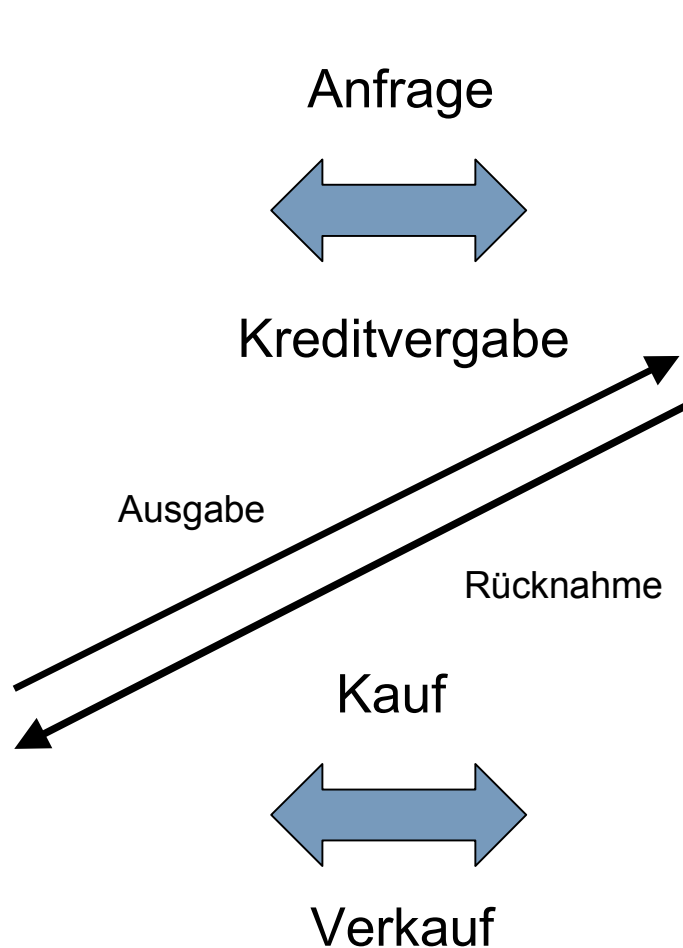 Anfrage
Kreditvergabe
Ausgabe
Rücknahme
Kauf
Verkauf